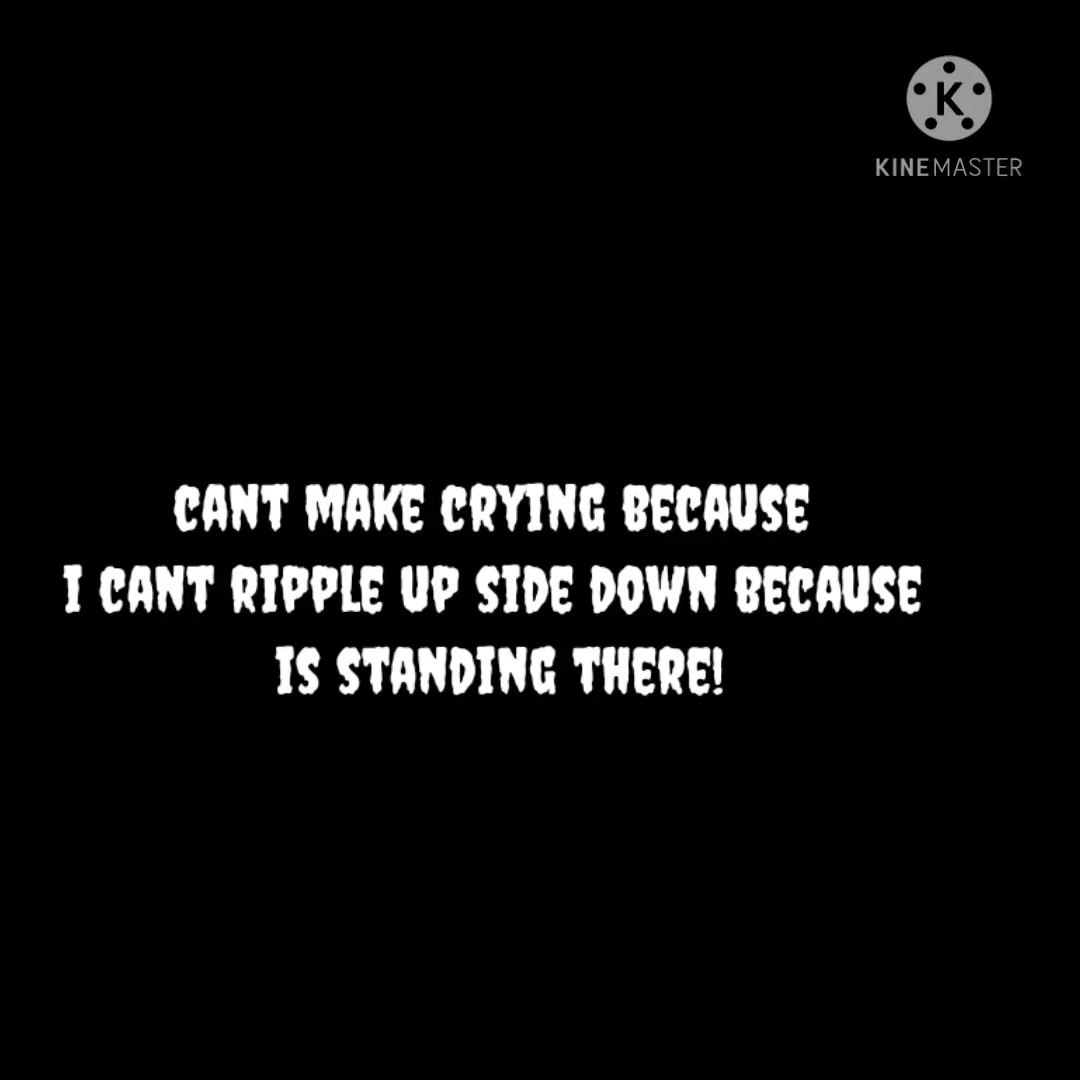 K
KINEMASTER
CANT MAKE CRYING BECAUSE
I CANT RIPPLE UP SIDE DOWN BECAUSE
IS STANDING THERE!